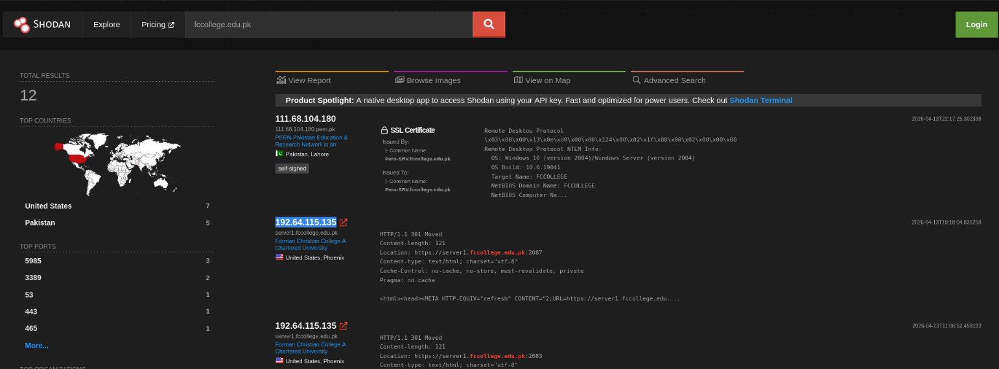 SHODAN
Explore
Pricing
fccollege.edu.pk
Login
TOTAL RESULTS
12
TOP COUNTRIES
United States 7
Pakistan 5
TOP PORTS
5985 3
3389 2
53 1
443 1
465 1
More...
TOP ORGANIZATIONS
View Report
Browse Images
View on Map
Advanced Search
Product Spotlight: A native desktop app to access Shodan using your API key. Fast and optimized for power users. Check out Shodan Terminal
111.68.104.180
2026-04-13T22:17:25.302338
111.68.104.180.pern.pk
PERN-Pakistan Education &
Research Network is an
Pakistan, Lahore
self-signed
SSL Certificate
Issued By:
|- Common Name:
Pern-SRV.fccollege.edu.pk
Issued To:
|- Common Name:
Pern-SRV.fccollege.edu.pk
Remote Desktop Protocol
\x03\x00\x00\x13\x0e\xd0\x00\x00\x124\x00\x02\x1f\x08\x00\x02\x00\x00\x00
Remote Desktop Protocol NTLM Info:
OS: Windows 10 (version 2004)/Windows Server (version 2004)
OS Build: 10.0.19041
Target Name: FCCOLLEGE
NetBIOS Domain Name: FCCOLLEGE
NetBIOS Computer Na...
192.64.115.135
2026-04-13T19:18:04.835258
server1.fccollege.edu.pk
Forman Christian College A
Chartered University
United States, Phoenix
HTTP/1.1 301 Moved
Content-length: 121
Location: https://server1.fccollege.edu.pk:2087
Content-type: text/html; charset="utf-8"
Cache-Control: no-cache, no-store, must-revalidate, private
Pragma: no-cache
<html><head><META HTTP-EQUIV="refresh" CONTENT="2;URL=https://server1.fccollege.edu....
192.64.115.135
2026-04-13T11:06:52.459193
server1.fccollege.edu.pk
Forman Christian College A
Chartered University
United States, Phoenix
HTTP/1.1 301 Moved
Content-length: 121
Location: https://server1.fccollege.edu.pk:2083
Content-type: text/html; charset="utf-8"